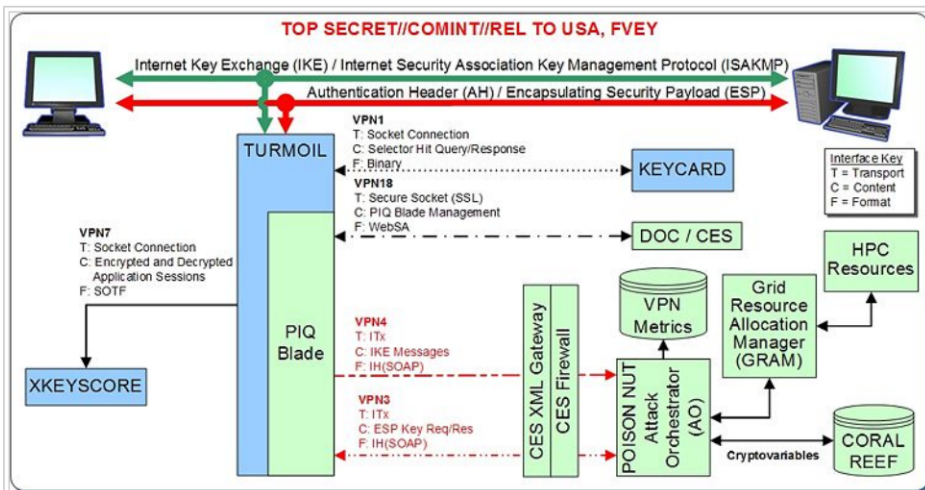 TOP SECRET//COMINT//REL TO USA, FVEY
Internet Key Exchange (IKE) / Internet Security Association Key Management Protocol (ISAKMP)
Authentication Header (AH) / Encapsulating Security Payload (ESP)
TURMOIL
VPN1
T: Socket Connection
C: Selector Hit Query/Response
F: Binary
KEYCARD
Interface Key
T = Transport
C = Content
F = Format
VPN18
T: Secure Socket (SSL)
C: PIQ Blade Management
F: WebSA
DOC / CES
VPN7
T: Socket Connection
C: Encrypted and Decrypted
Application Sessions
F: SOTF
XKEYSCORE
PIQ
Blade
VPN4
T: ITx
C: IKE Messages
F: IH(SOAP)
VPN3
T: ITx
C: ESP Key Req/Res
F: IH(SOAP)
CES XML Gateway
CES Firewall
VPN
Metrics
POISON NUT
Attack
Orchestrator
(AO)
Grid
Resource
Allocation
Manager
(GRAM)
HPC
Resources
Cryptovariables
CORAL
REEF